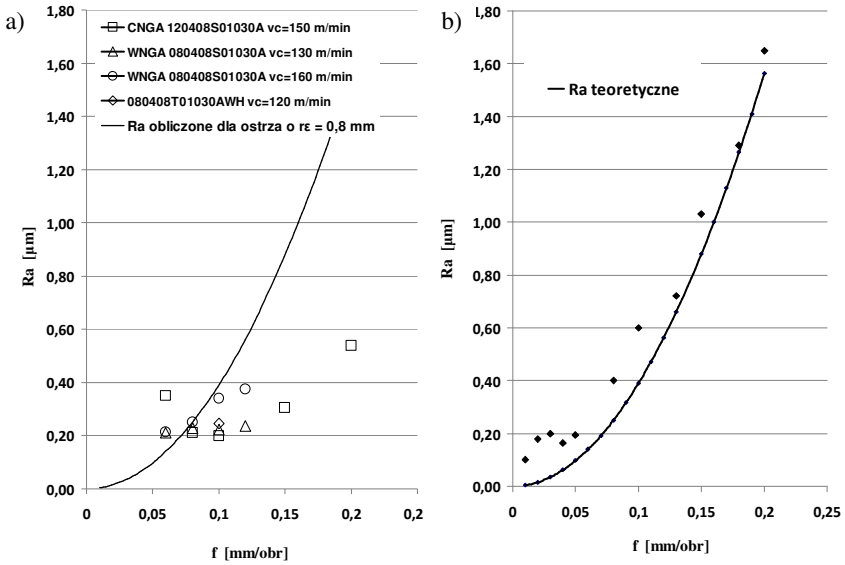 a)
1,80
1,60
1,40
1,20
1,00
0,80
0,60
0,40
0,20
0,00
Ra [µm]
CNGA 120408S01030A vc=150 m/min
WNGA 080408S01030A vc=130 m/min
WNGA 080408S01030A vc=160 m/min
080408T01030AWH vc=120 m/min
Ra obliczone dla ostrza o rε = 0,8 mm
0 0,05 0,1 0,15 0,2 0,2
f [mm/obr]
b)
1,80
1,60
1,40
1,20
1,00
0,80
0,60
0,40
0,20
0,00
Ra [µm]
Ra teoretyczne
0 0,05 0,1 0,15 0,2 0,25
f [mm/obr]